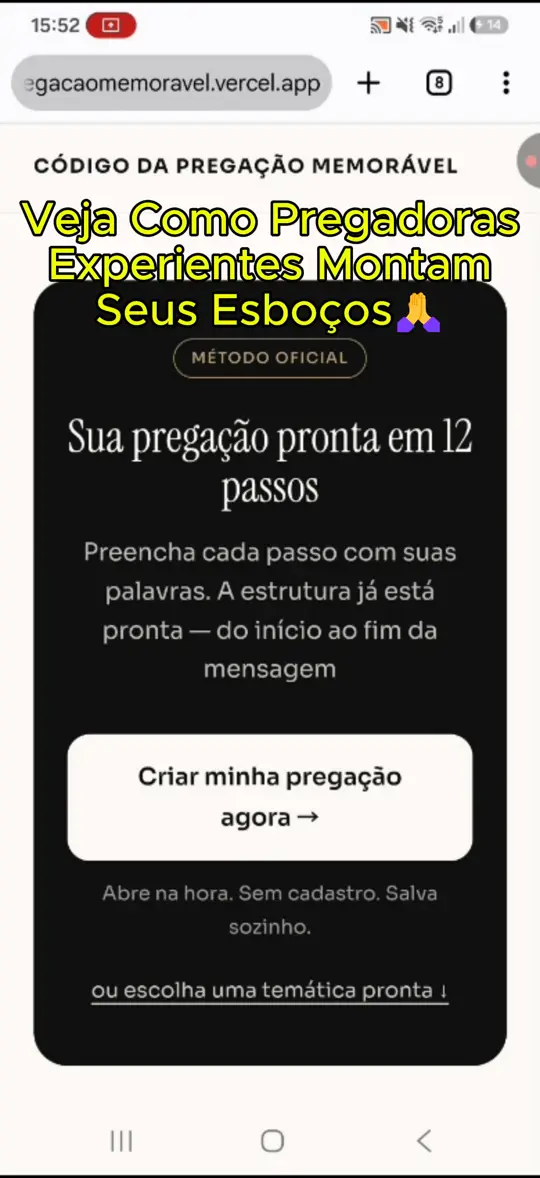 15:52
14
egacaomemoravel.vercel.app
8
CÓDIGO DA PREGAÇÃO MEMORÁVEL
Veja Como Pregadoras
Experientes Montam
Seus Esboços🙏
MÉTODO OFICIAL
Sua pregação pronta em 12
passos
Preencha cada passo com suas
palavras. A estrutura já está
pronta — do início ao fim da
mensagem
Criar minha pregação
agora →
Abre na hora. Sem cadastro. Salva
sozinho.
ou escolha uma temática pronta ↓